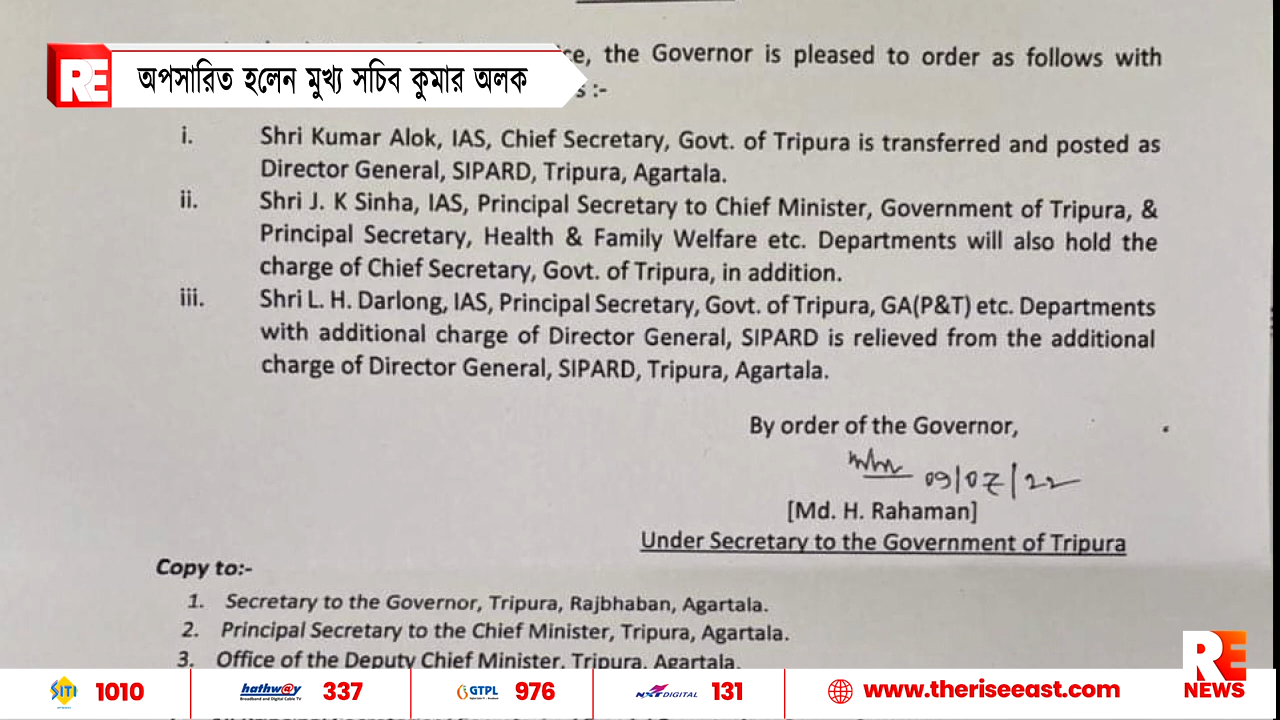 ce, the Governor is pleased to order as follows with
RE
অপসারিত হলেন মুখ্য সচিব কুমার অলক
:-
i. Shri Kumar Alok, IAS, Chief Secretary, Govt. of Tripura is transferred and posted as
Director General, SIPARD, Tripura, Agartala.
ii. Shri J. K Sinha, IAS, Principal Secretary to Chief Minister, Government of Tripura, &
Principal Secretary, Health & Family Welfare etc. Departments will also hold the
charge of Chief Secretary, Govt. of Tripura, in addition.
iii. Shri L. H. Darlong, IAS, Principal Secretary, Govt. of Tripura, GA(P&T) etc. Departments
with additional charge of Director General, SIPARD is relieved from the additional
charge of Director General, SIPARD, Tripura, Agartala.
By order of the Governor,
09/07/22
[Md. H. Rahaman]
Under Secretary to the Government of Tripura
Copy to:-
1. Secretary to the Governor, Tripura, Rajbhaban, Agartala.
2. Principal Secretary to the Chief Minister, Tripura, Agartala.
3. Office of the Deputy Chief Minister, Tripura, Agartala.
RE
NEWS
SITI 1010
hathw@y 337
Broadband and Digital Cable TV
GTPL 976
NXTDIGITAL 131
www.theriseeast.com